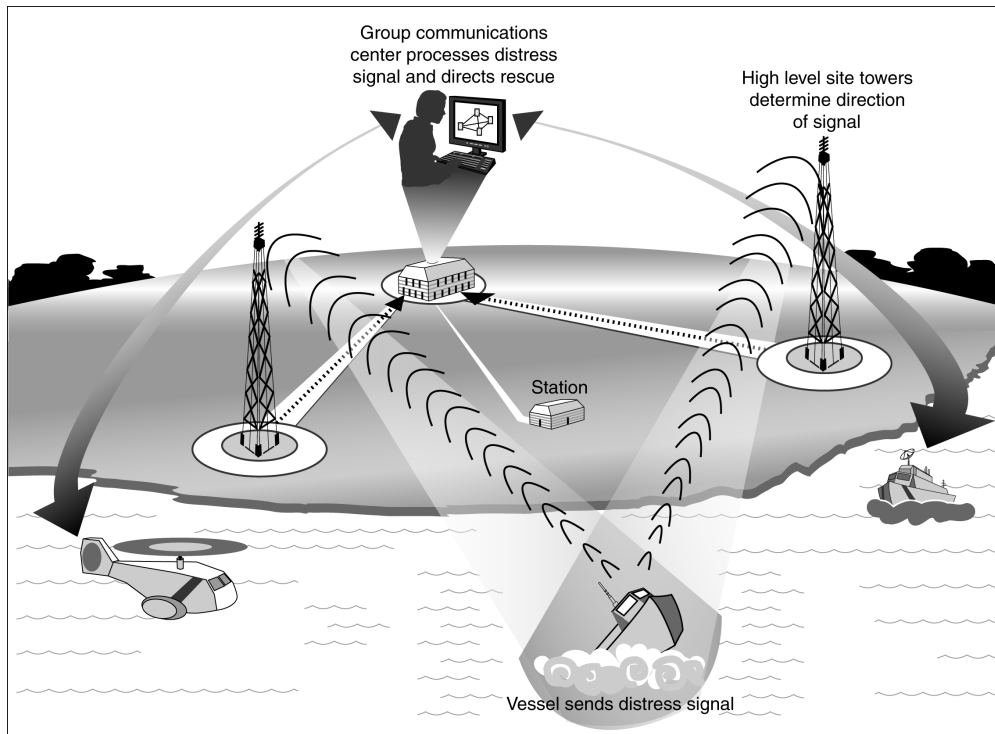 Group communications
center processes distress
signal and directs rescue
High level site towers
determine direction
of signal
Station
Vessel sends distress signal